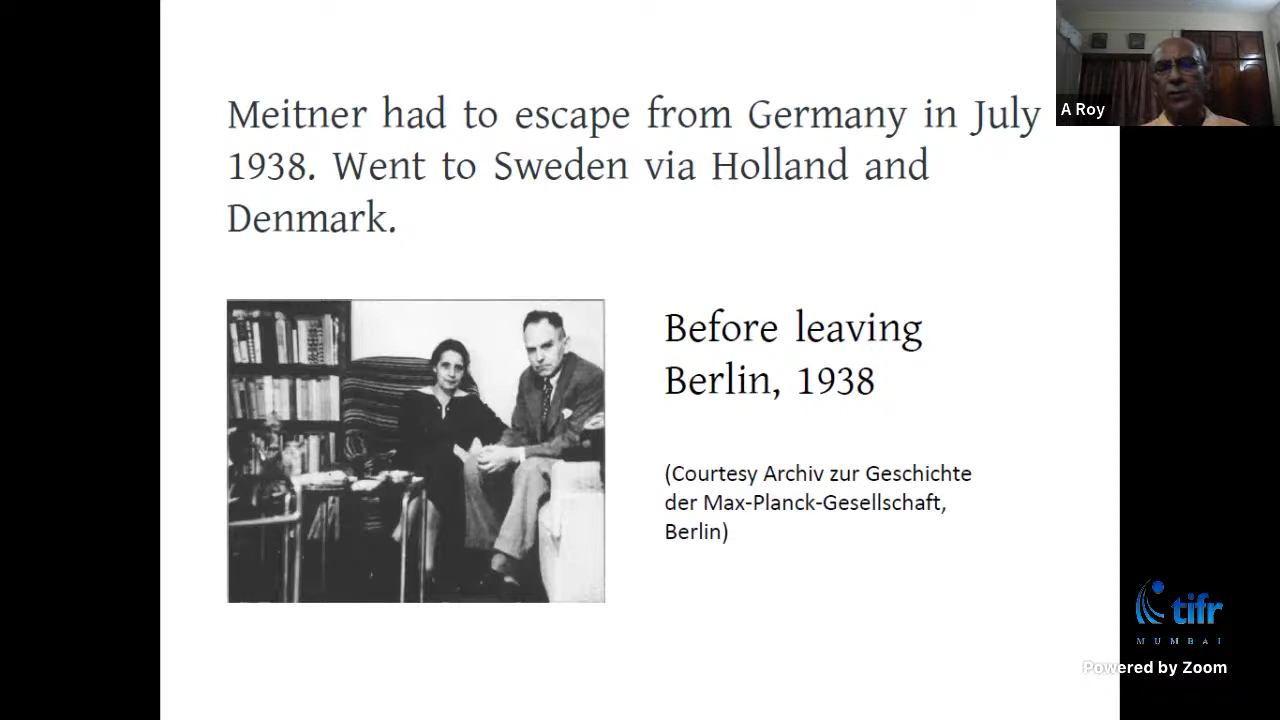 Meitner had to escape from Germany in July
1938. Went to Sweden via Holland and
Denmark.
A Roy
Before leaving
Berlin, 1938
(Courtesy Archiv zur Geschichte
der Max-Planck-Gesellschaft,
Berlin)
tifr
MUMBAI
Powered by Zoom